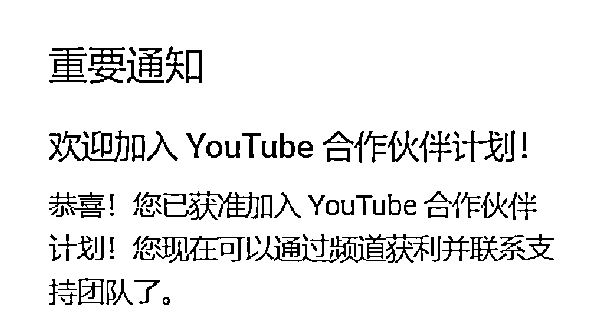 重要通知
欢迎加入 YouTube 合作伙伴计划！
恭喜！您已获准加入 YouTube 合作伙伴
计划！您现在可以通过频道获利并联系支
持团队了。